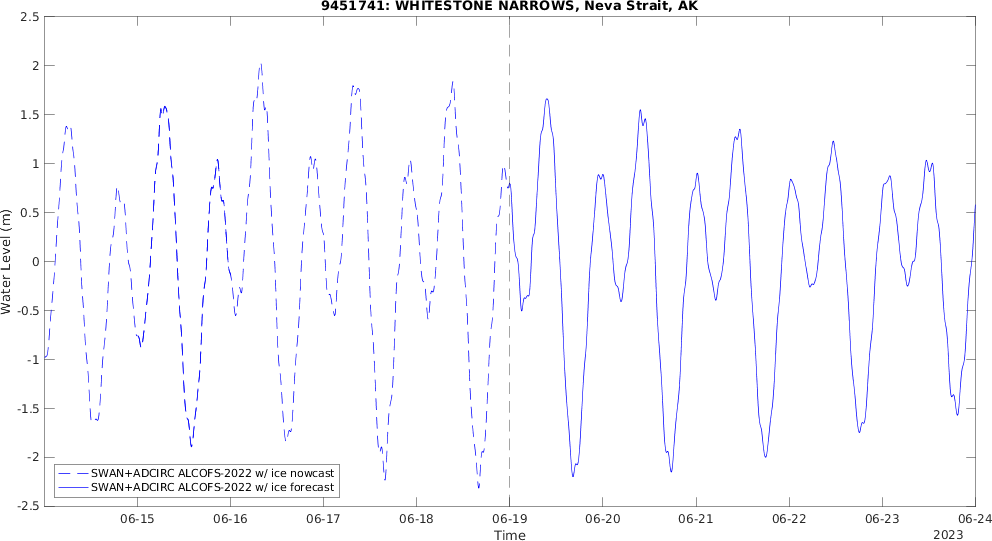 9451741: WHITESTONE NARROWS, Neva Strait, AK
Water Level (m)
2.5
2
1.5
1
0.5
0
-0.5
-1
-1.5
-2
-2.5
SWAN+ADCIRC ALCOFS-2022 w/ ice nowcast
SWAN+ADCIRC ALCOFS-2022 w/ ice forecast
06-15 06-16 06-17 06-18 06-19 06-20 06-21 06-22 06-23 06-24
Time
2023